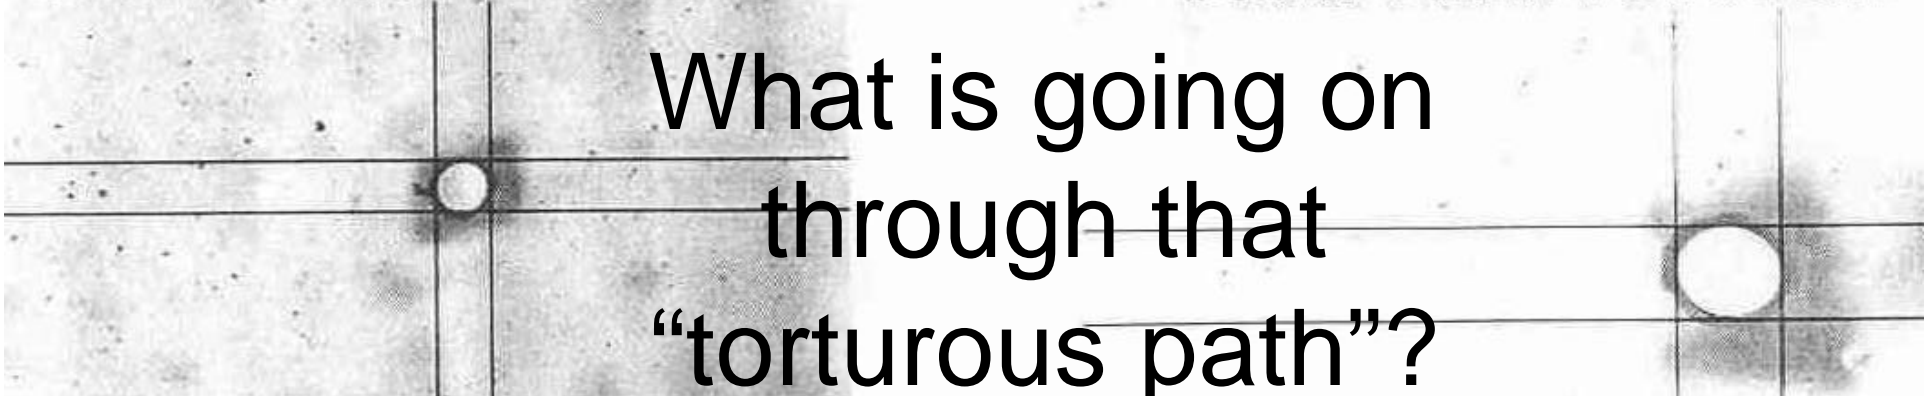 What is going on
through that
“torturous path”?